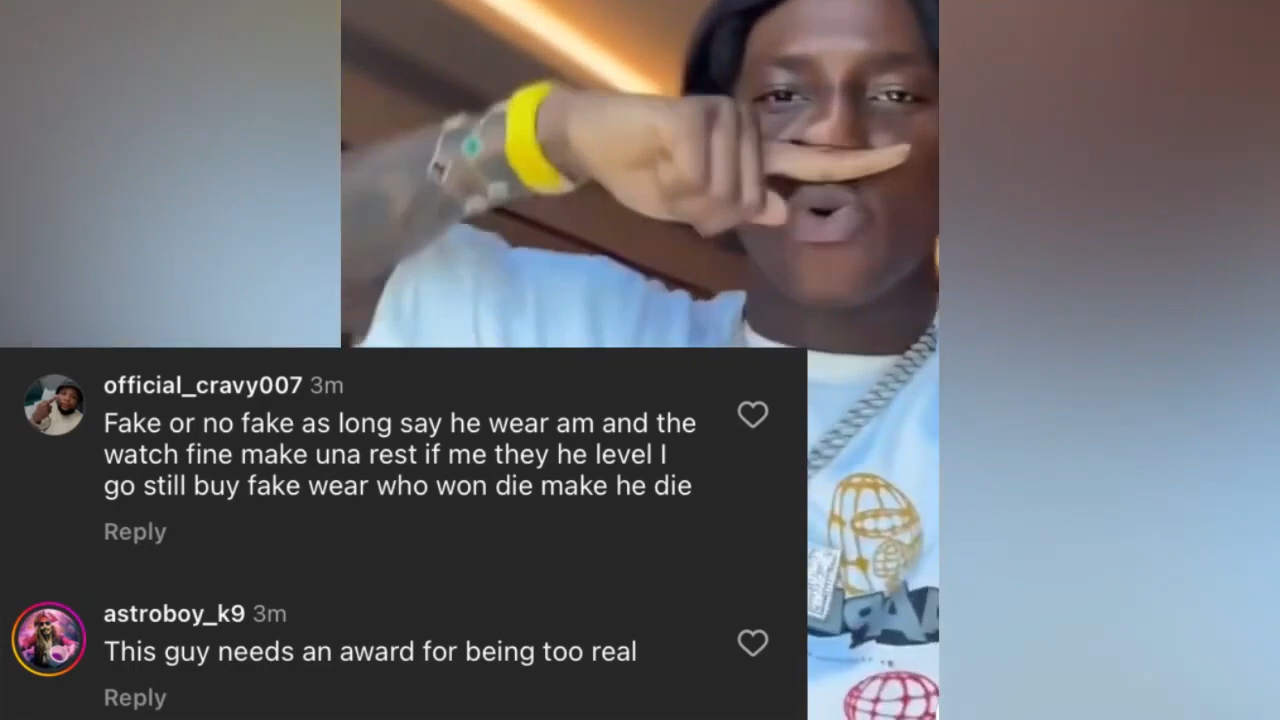 official_cravy007 3m
Fake or no fake as long say he wear am and the
watch fine make una rest if me they he level I
go still buy fake wear who won die make he die
Reply
astroboy_k9 3m
This guy needs an award for being too real
Reply